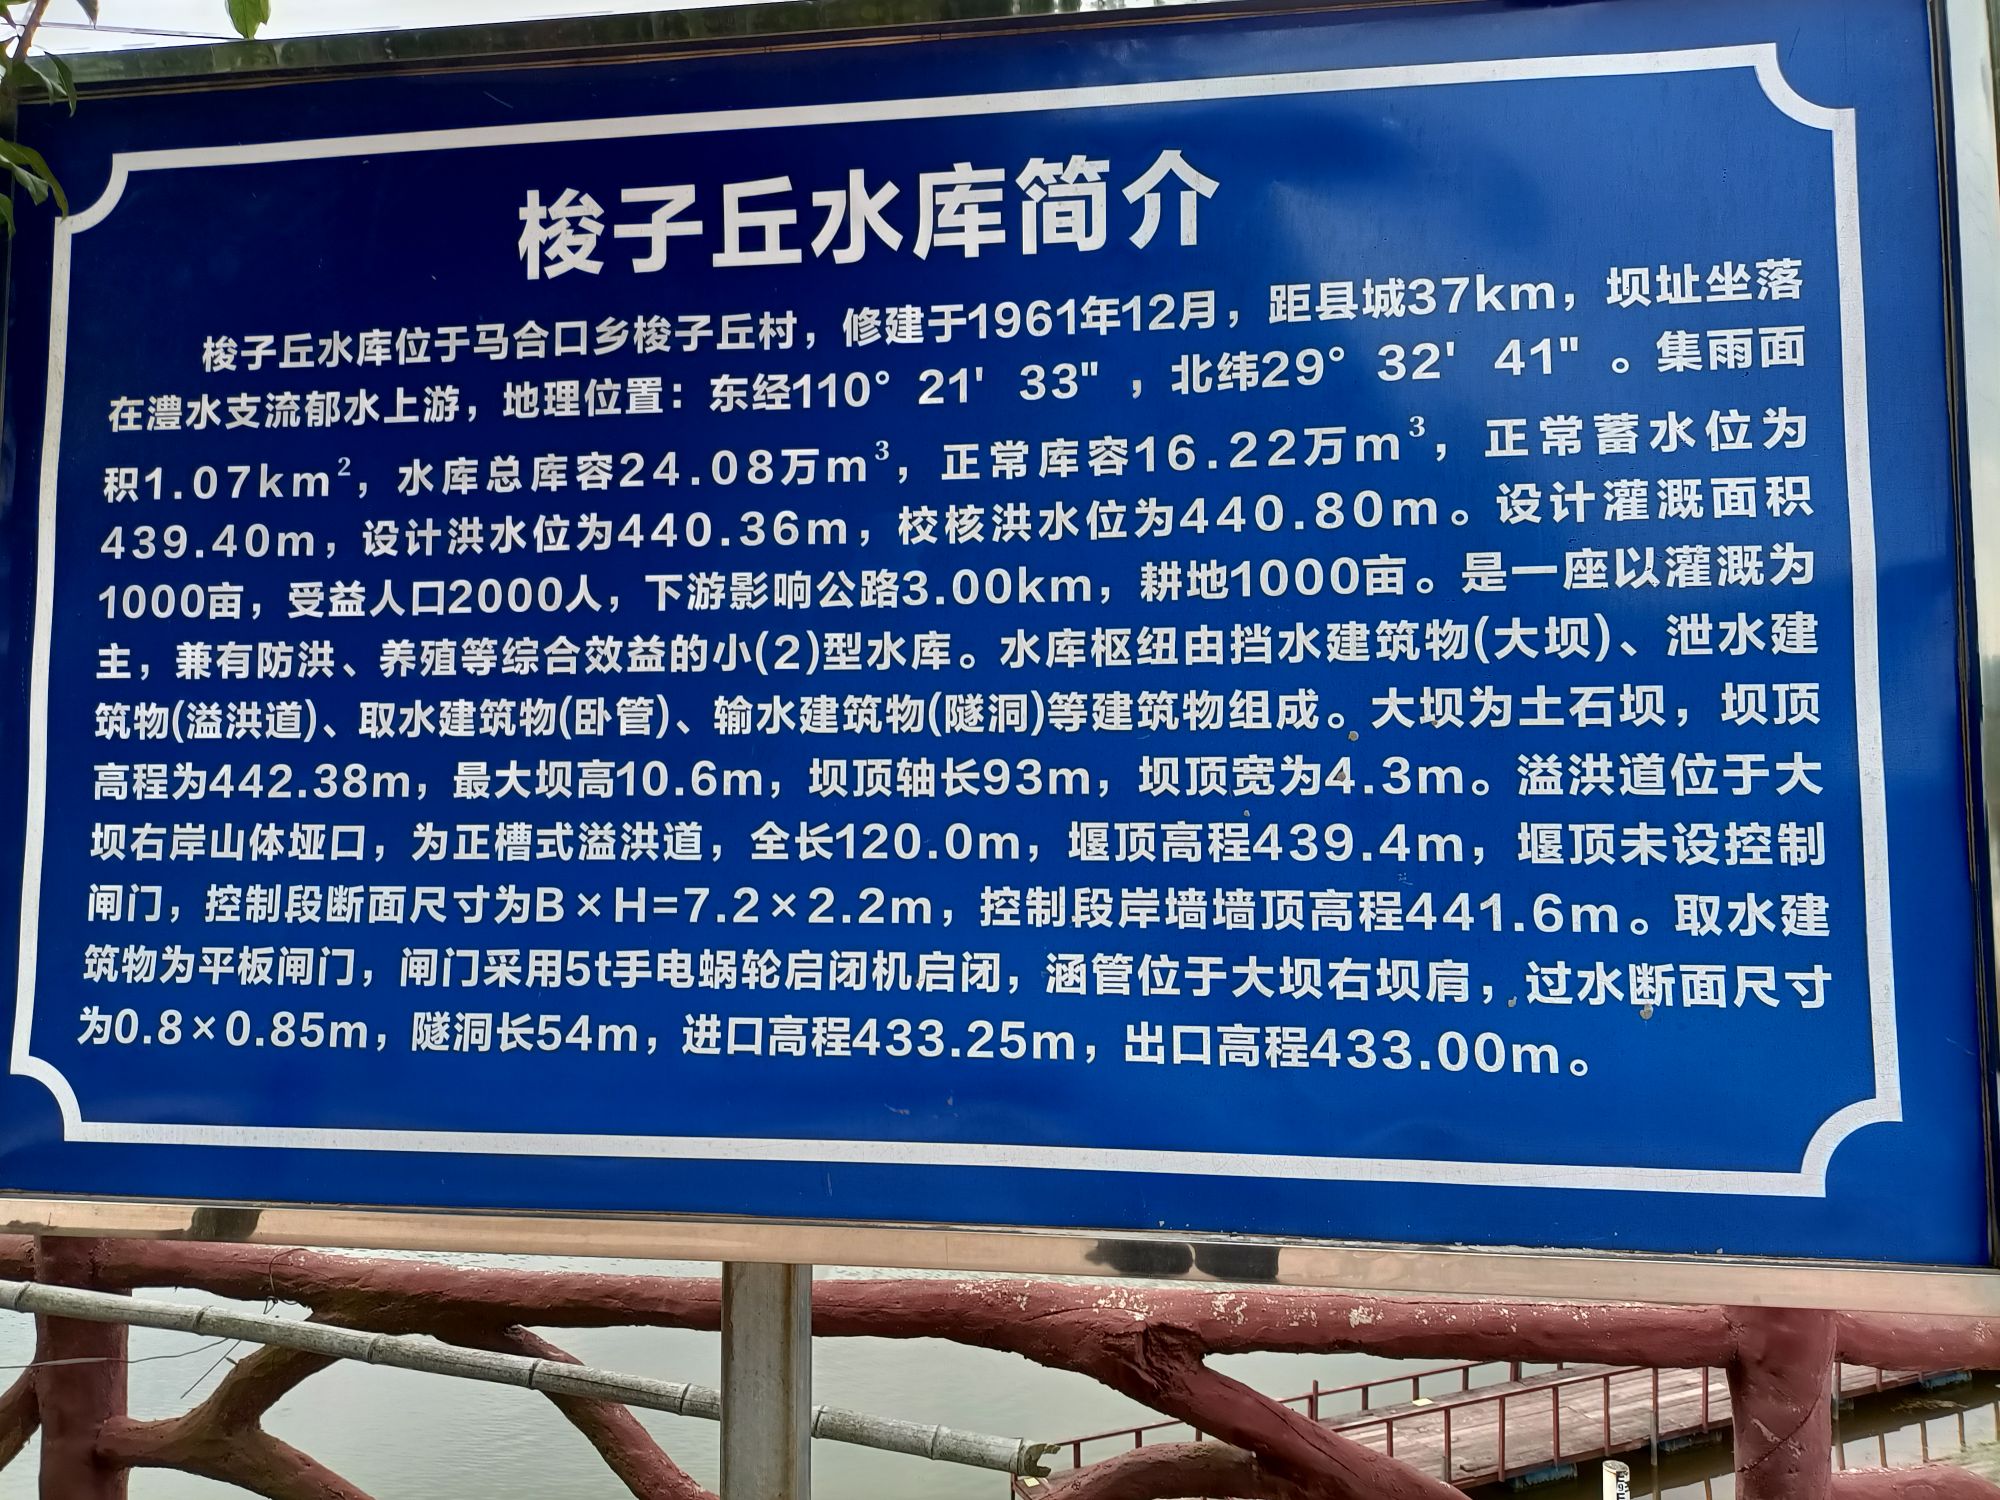 梭子丘水库简介
梭子丘水库位于马合口乡梭子丘村，修建于1961年12月，距县城37km，坝址坐落
在澧水支流郁水上游，地理位置：东经110°21′33″，北纬29°32′41″。集雨面
积1.07km²，水库总库容24.08万m³，正常库容16.22万m³，正常蓄水位为
439.40m，设计洪水位为440.36m，校核洪水位为440.80m。设计灌溉面积
1000亩，受益人口2000人，下游影响公路3.00km，耕地1000亩。是一座以灌溉为
主，兼有防洪、养殖等综合效益的小(2)型水库。水库枢纽由挡水建筑物(大坝)、泄水建
筑物(溢洪道)、取水建筑物(卧管)、输水建筑物(隧洞)等建筑物组成。大坝为土石坝，坝顶
高程为442.38m，最大坝高10.6m，坝顶轴长93m，坝顶宽为4.3m。溢洪道位于大
坝右岸山体垭口，为正槽式溢洪道，全长120.0m，堰顶高程439.4m，堰顶未设控制
闸门，控制段断面尺寸为B×H=7.2×2.2m，控制段岸墙墙顶高程441.6m。取水建
筑物为平板闸门，闸门采用5t手电蜗轮启闭机启闭，涵管位于大坝右坝肩，过水断面尺寸
为0.8×0.85m，隧洞长54m，进口高程433.25m，出口高程433.00m。